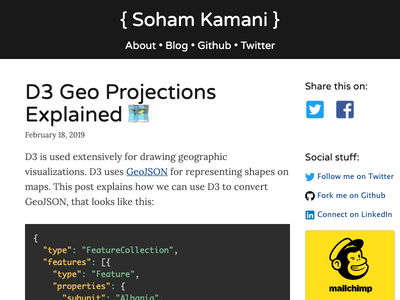 { Soham Kamani }
About • Blog • Github • Twitter
D3 Geo Projections
Explained
February 18, 2019
D3 is used extensively for drawing geographic
visualizations. D3 uses GeoJSON for representing shapes on
maps. This post explains how we can use D3 to convert
GeoJSON, that looks like this:
{
"type": "FeatureCollection",
"features": [{
"type": "Feature",
"properties": {
"subunit": "Albania",
Share this on:
Social stuff:
Follow me on Twitter
Fork me on Github
Connect on LinkedIn
mailchimp